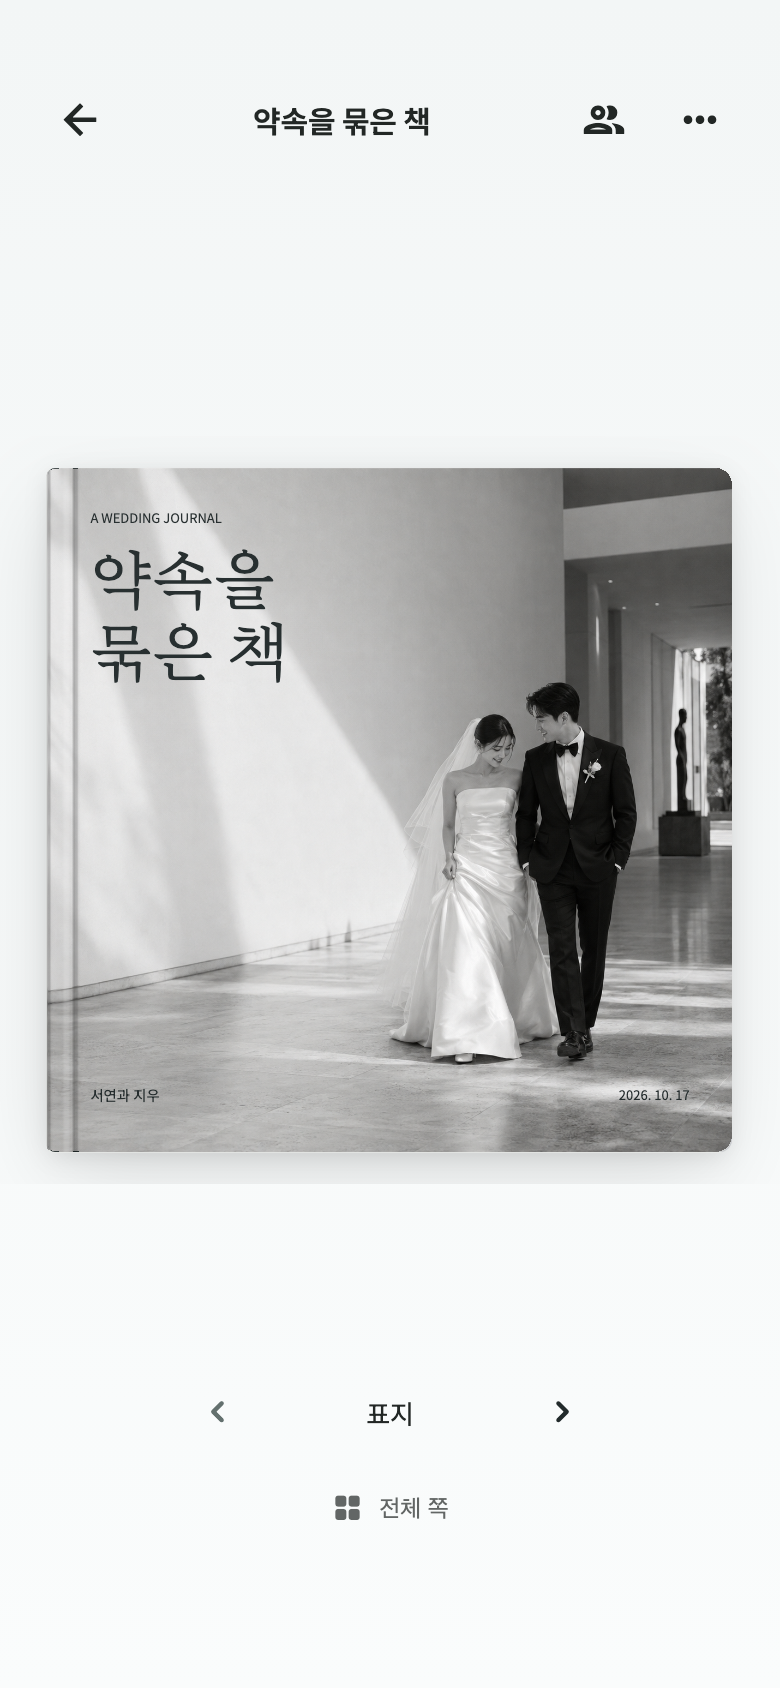 약속을 묶은 책
A WEDDING JOURNAL
약속을
묶은 책
서연과 지우
2026. 10. 17
표지
전체 쪽